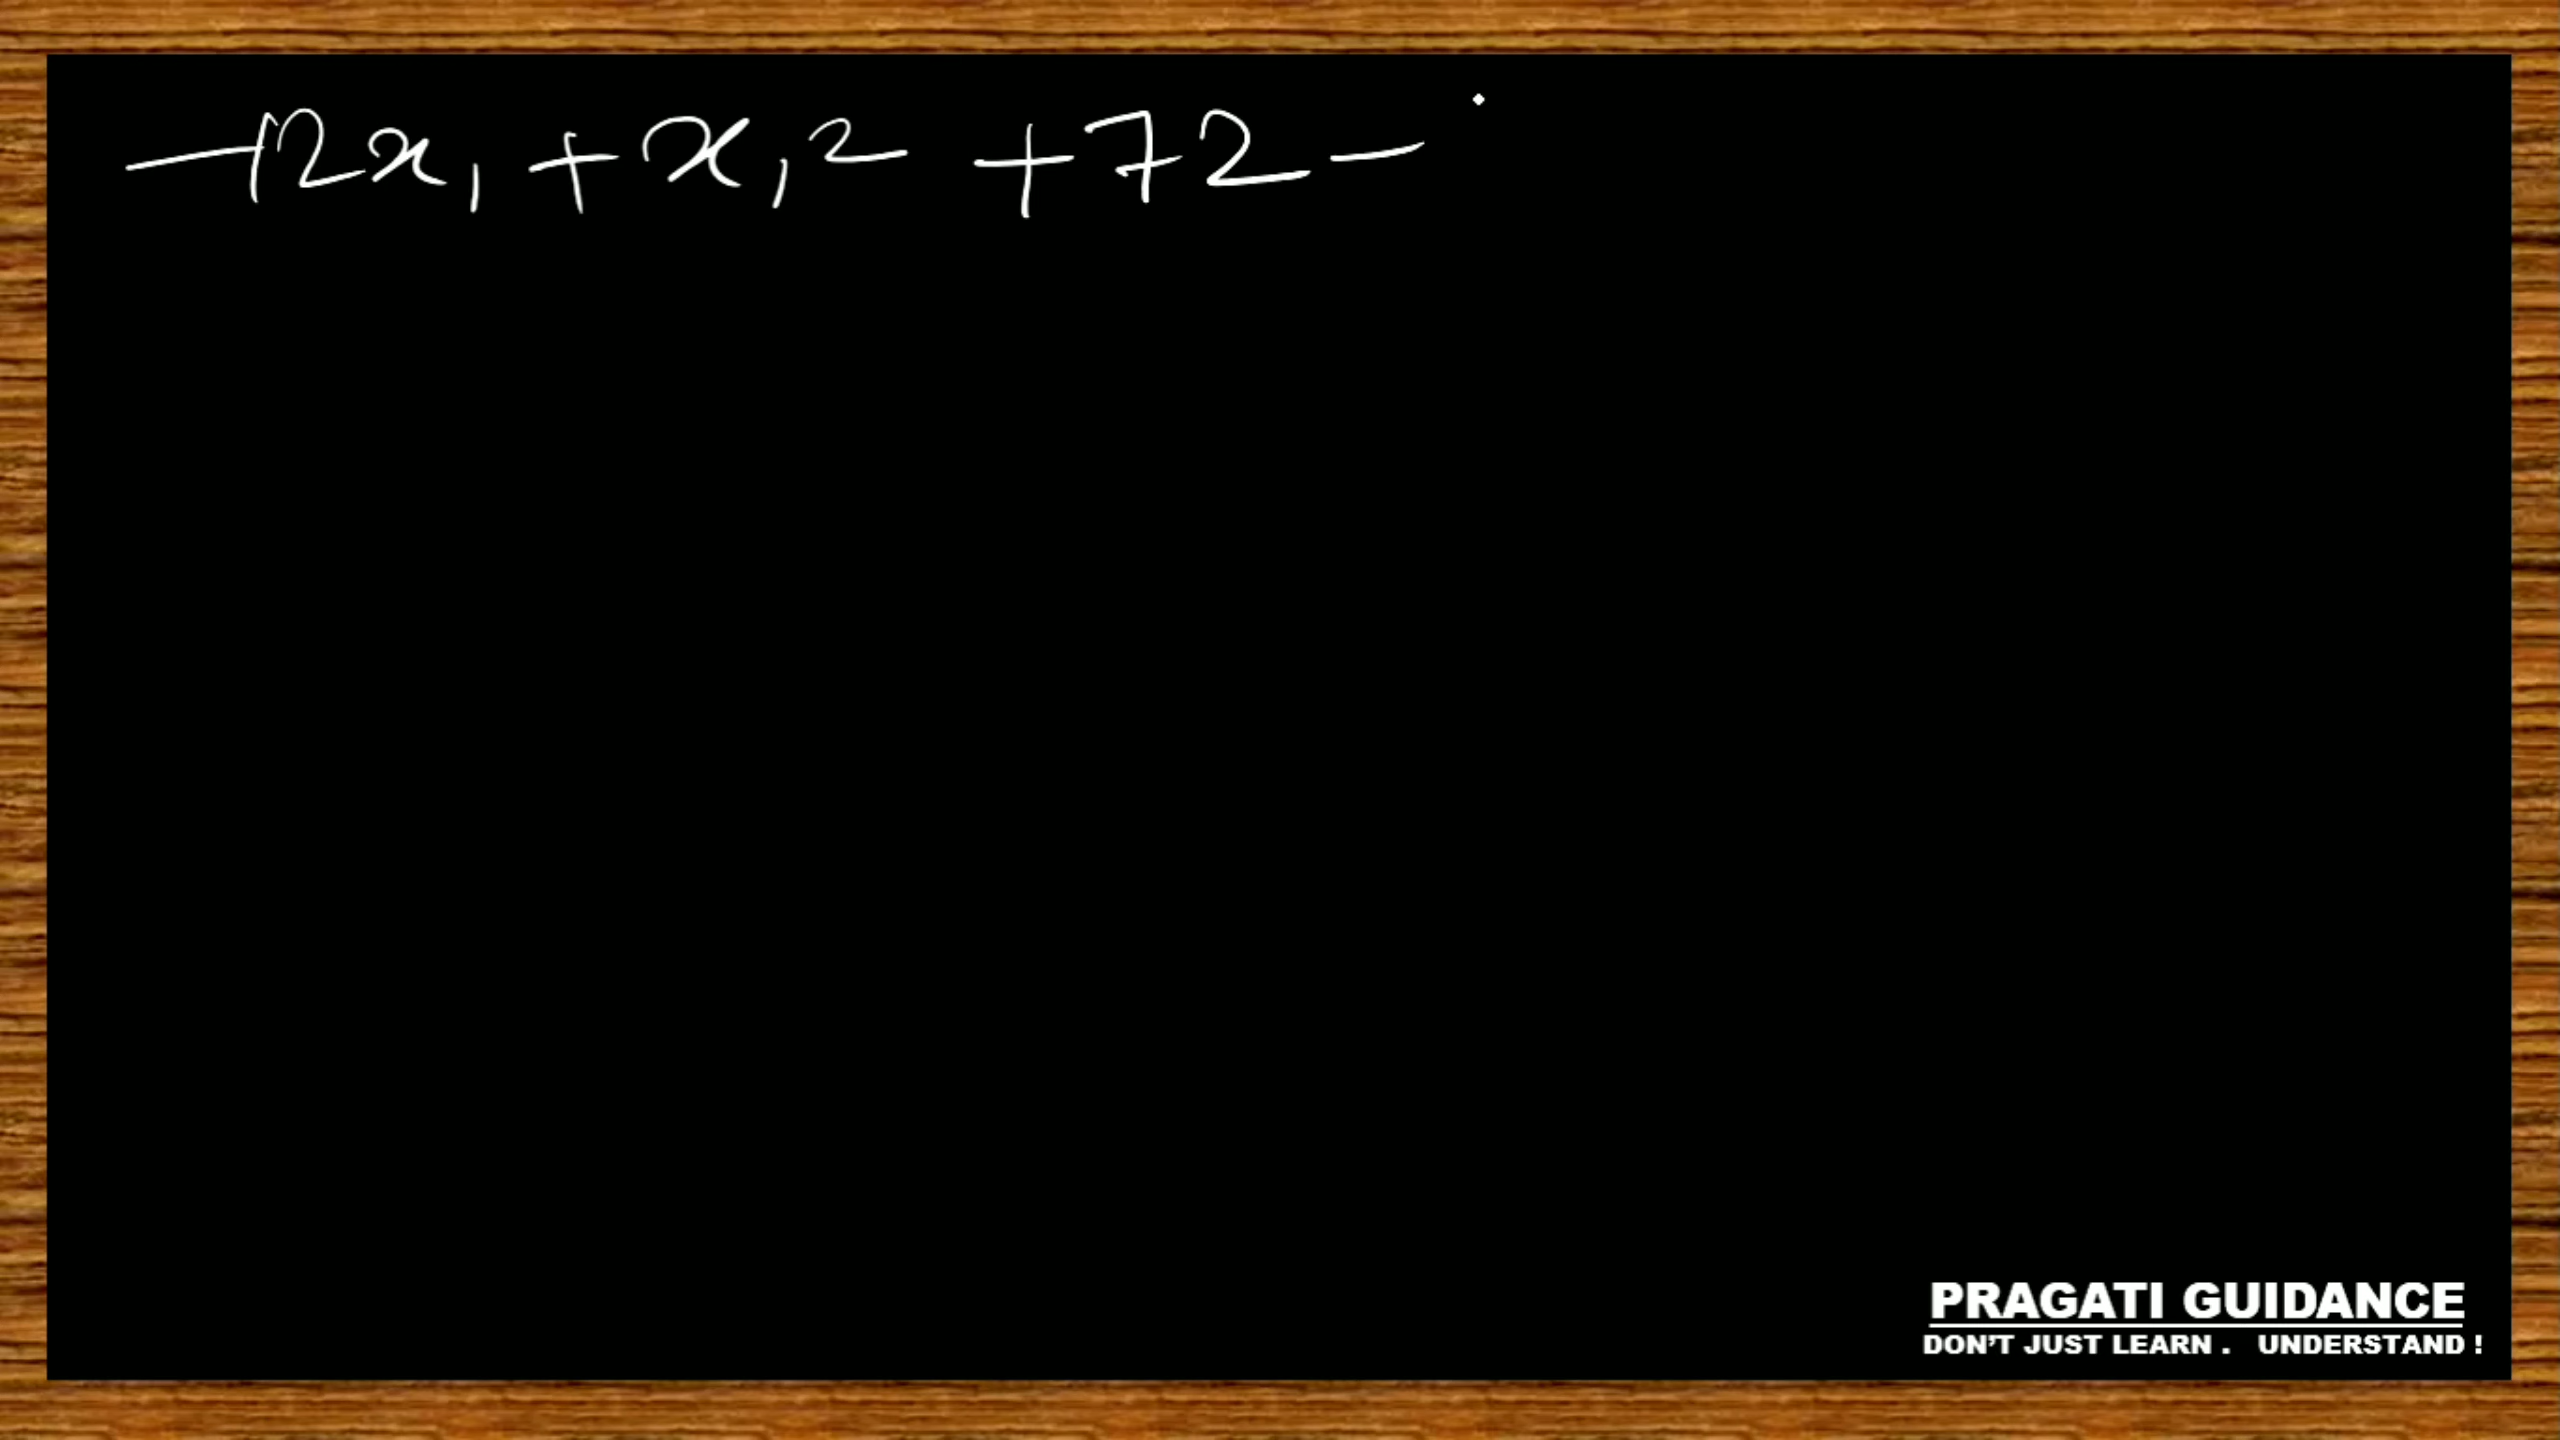 -12x₁ + x₁² + 72 -
PRAGATI GUIDANCE
DON'T JUST LEARN . UNDERSTAND !